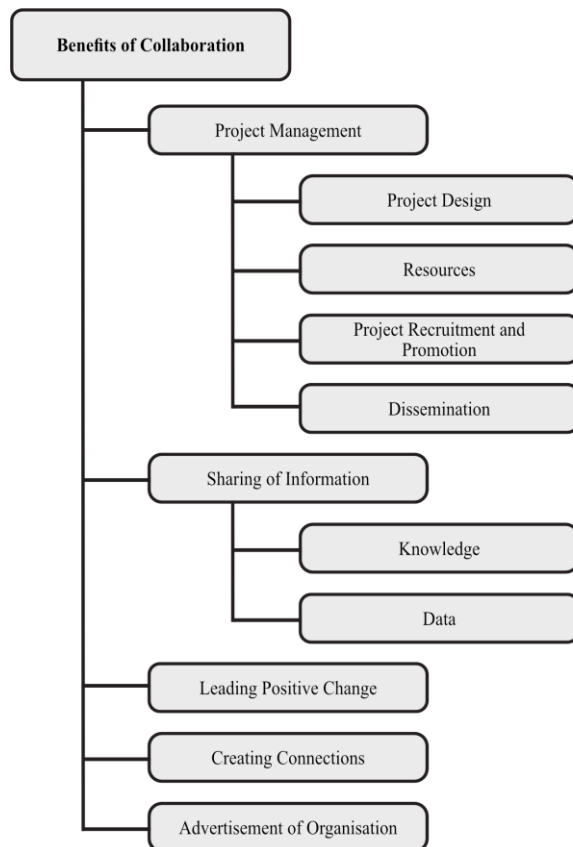 Benefits of Collaboration
Project Management
Project Design
Resources
Project Recruitment and
Promotion
Dissemination
Sharing of Information
Knowledge
Data
Leading Positive Change
Creating Connections
Advertisement of Organisation